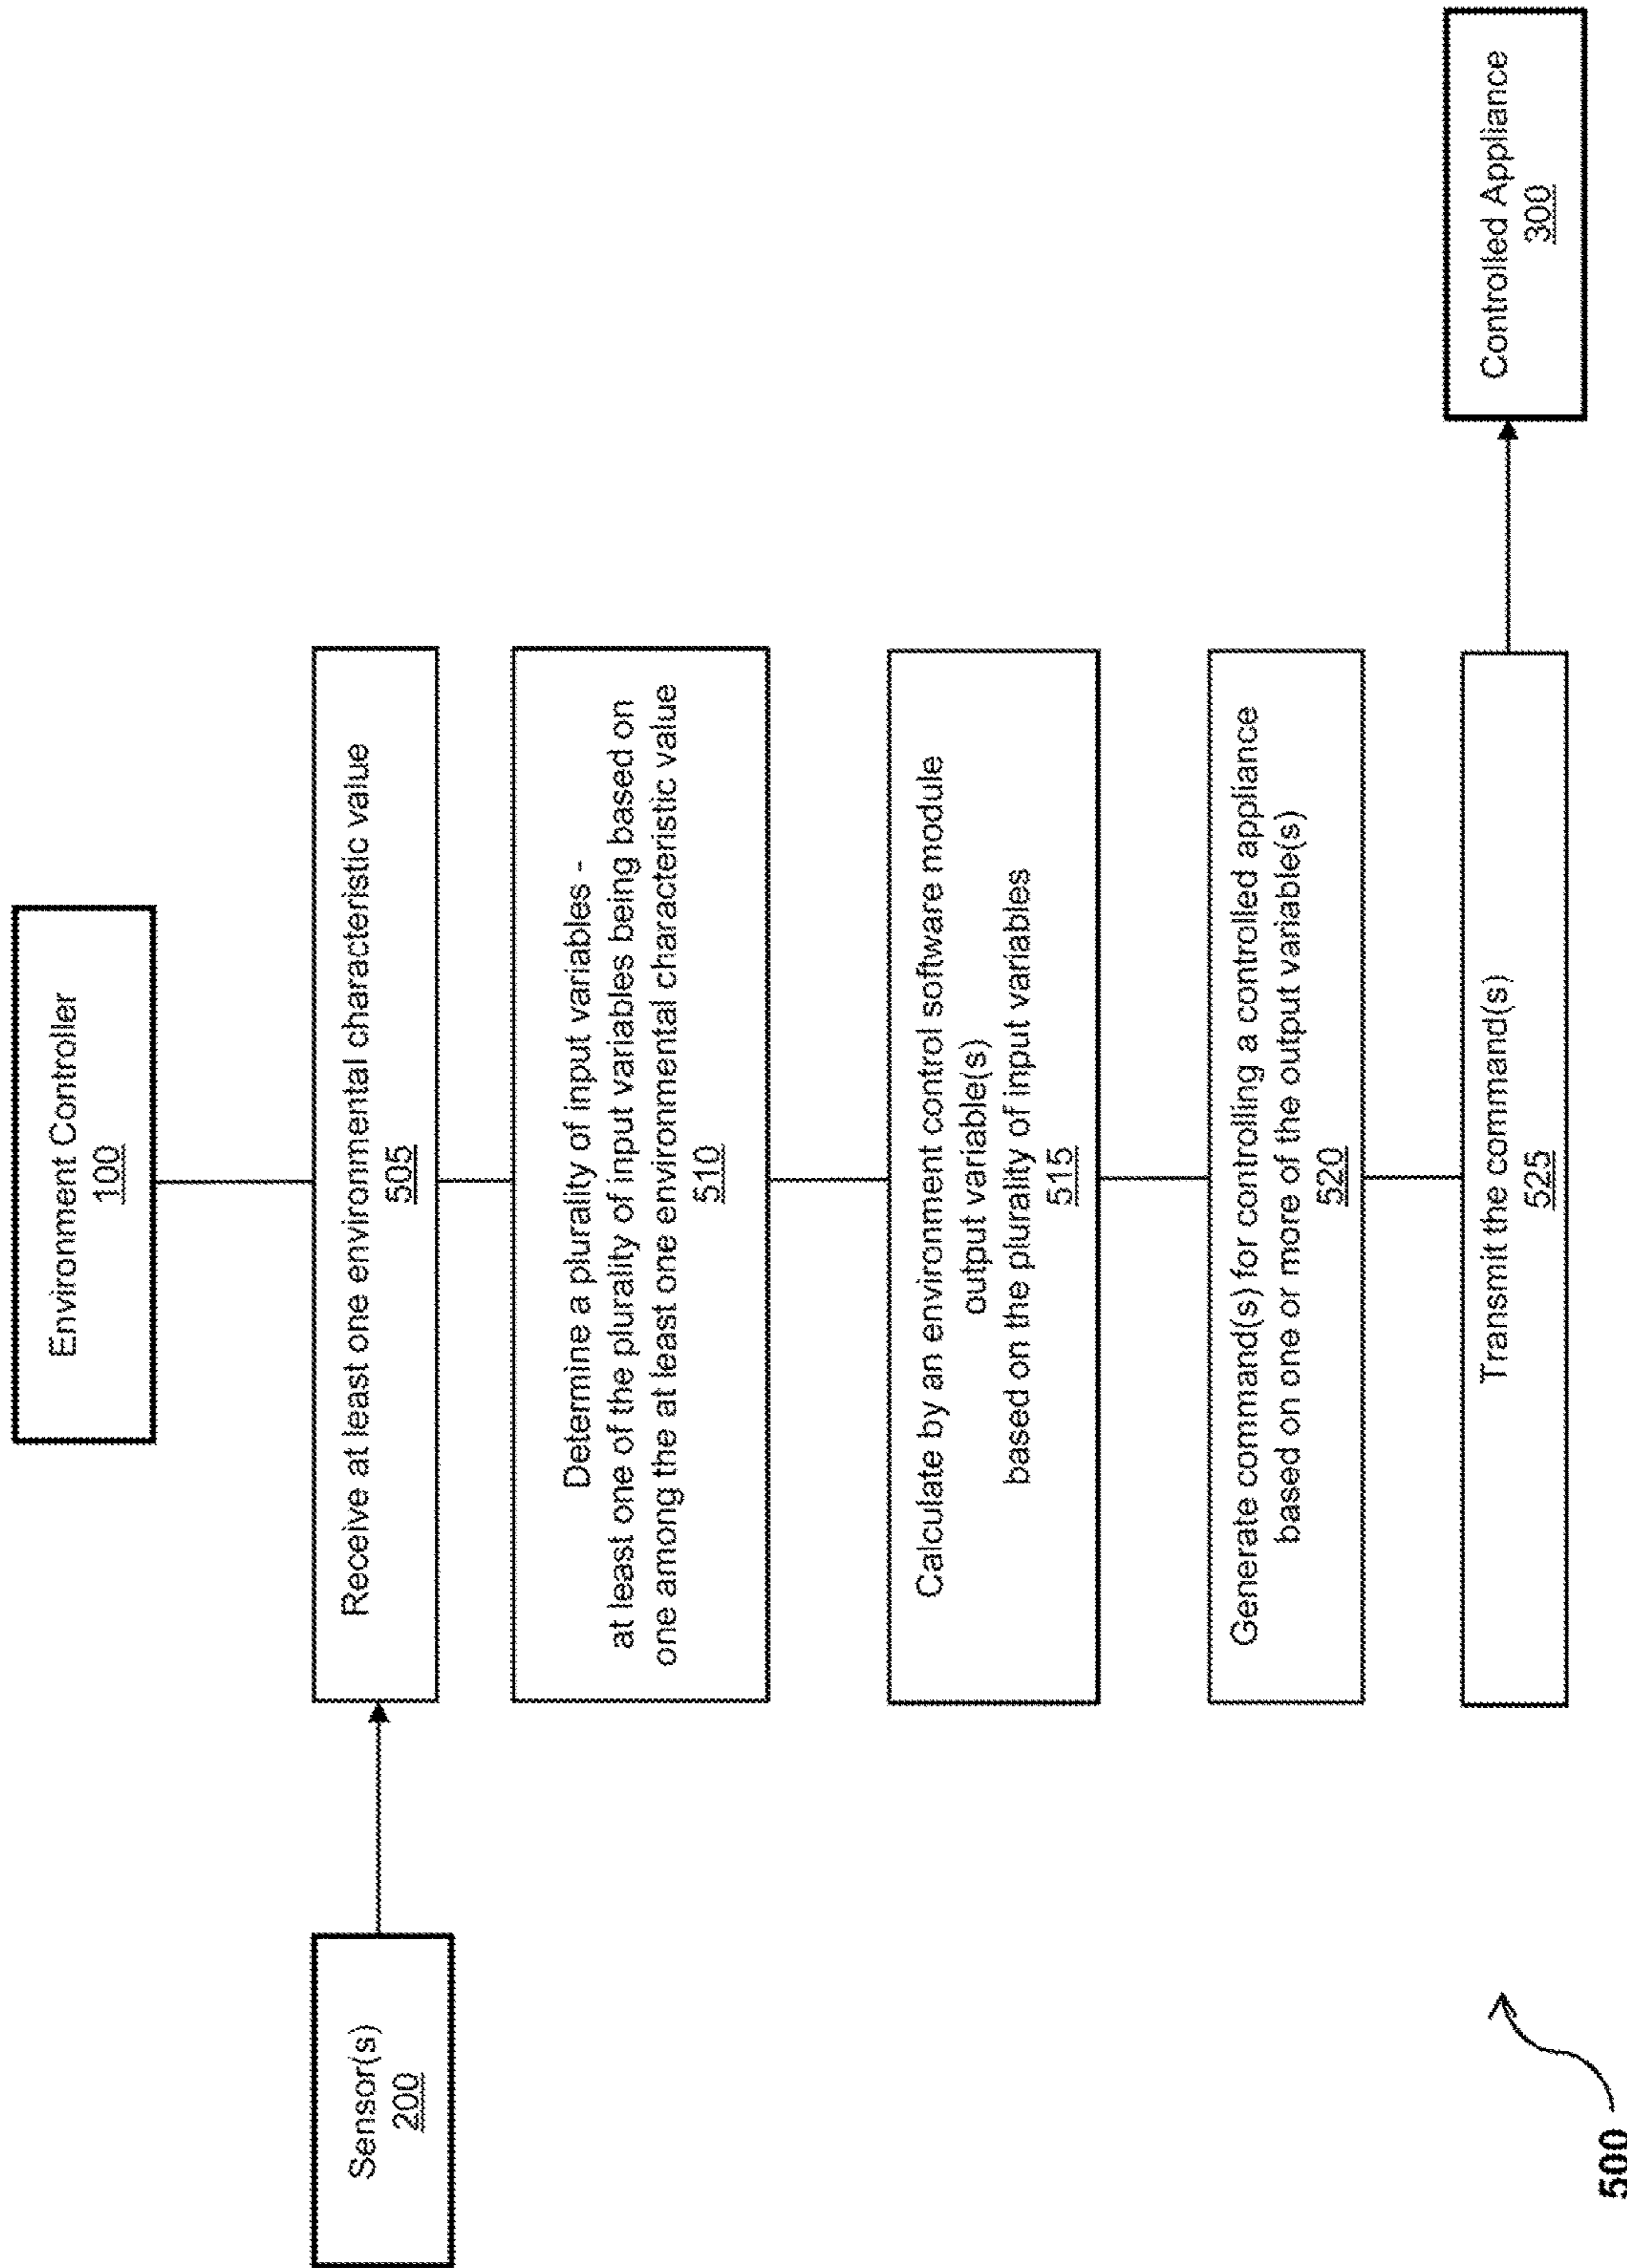 Environment Controller
100
Sensor(s)
200
Receive at least one environmental characteristic value
505
Determine a plurality of input variables -
at least one of the plurality of input variables being based on
one among the at least one environmental characteristic value
510
Calculate by an environment control software module
output variable(s)
based on the plurality of input variables
515
Generate command(s) for controlling a controlled appliance
based on one or more of the output variable(s)
520
Transmit the command(s)
525
Controlled Appliance
300
500